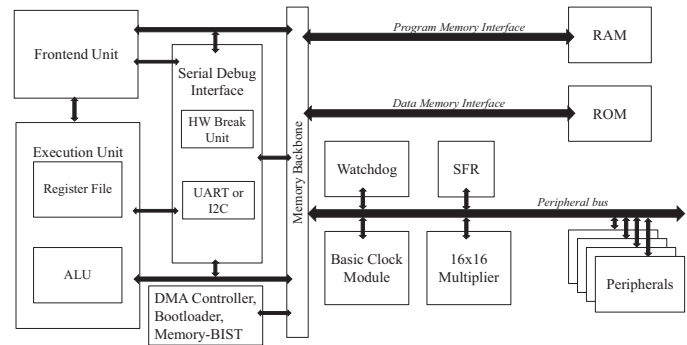 Frontend Unit
Serial Debug
Interface
HW Break
Unit
UART or
I2C
Execution Unit
Register File
ALU
DMA Controller,
Bootloader,
Memory-BIST
Memory Backbone
Program Memory Interface
RAM
Data Memory Interface
ROM
Watchdog
SFR
Peripheral bus
Basic Clock
Module
16x16
Multiplier
Peripherals